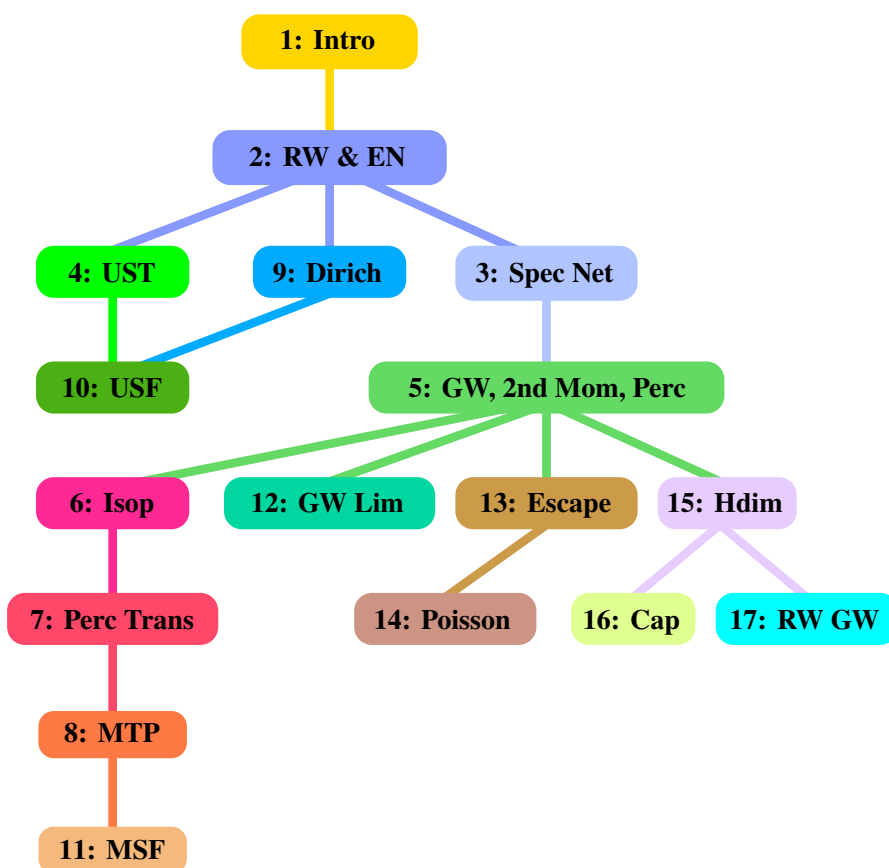 1: Intro
2: RW & EN
4: UST
9: Dirich
3: Spec Net
10: USF
5: GW, 2nd Mom, Perc
6: Isop
12: GW Lim
13: Escape
15: Hdim
7: Perc Trans
14: Poisson
16: Cap
17: RW GW
8: MTP
11: MSF